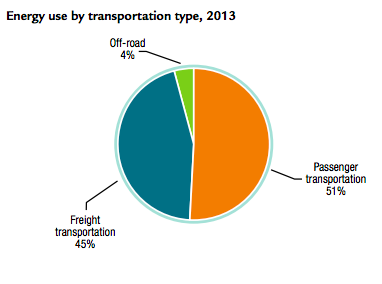 Energy use by transportation type, 2013
Off-road
4%
Passenger
transportation
51%
Freight
transportation
45%